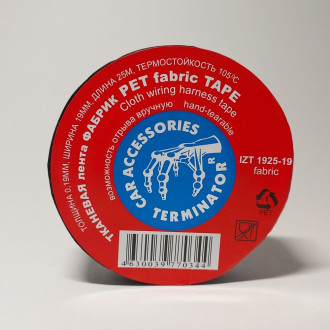 ТОЛЩИНА 0,19ММ, ШИРИНА 19ММ, ДЛИНА 25М, ТЕРМОСТОЙКОСТЬ 105°C
ТКАНЕВАЯ лента ФАБРИК PET fabric TAPE
Cloth wiring harness tape
возможность отрыва вручную hand-tearable
CAR ACCESSORIES
TERMINATOR®
IZT 1925-19
fabric
PET
4630039770344